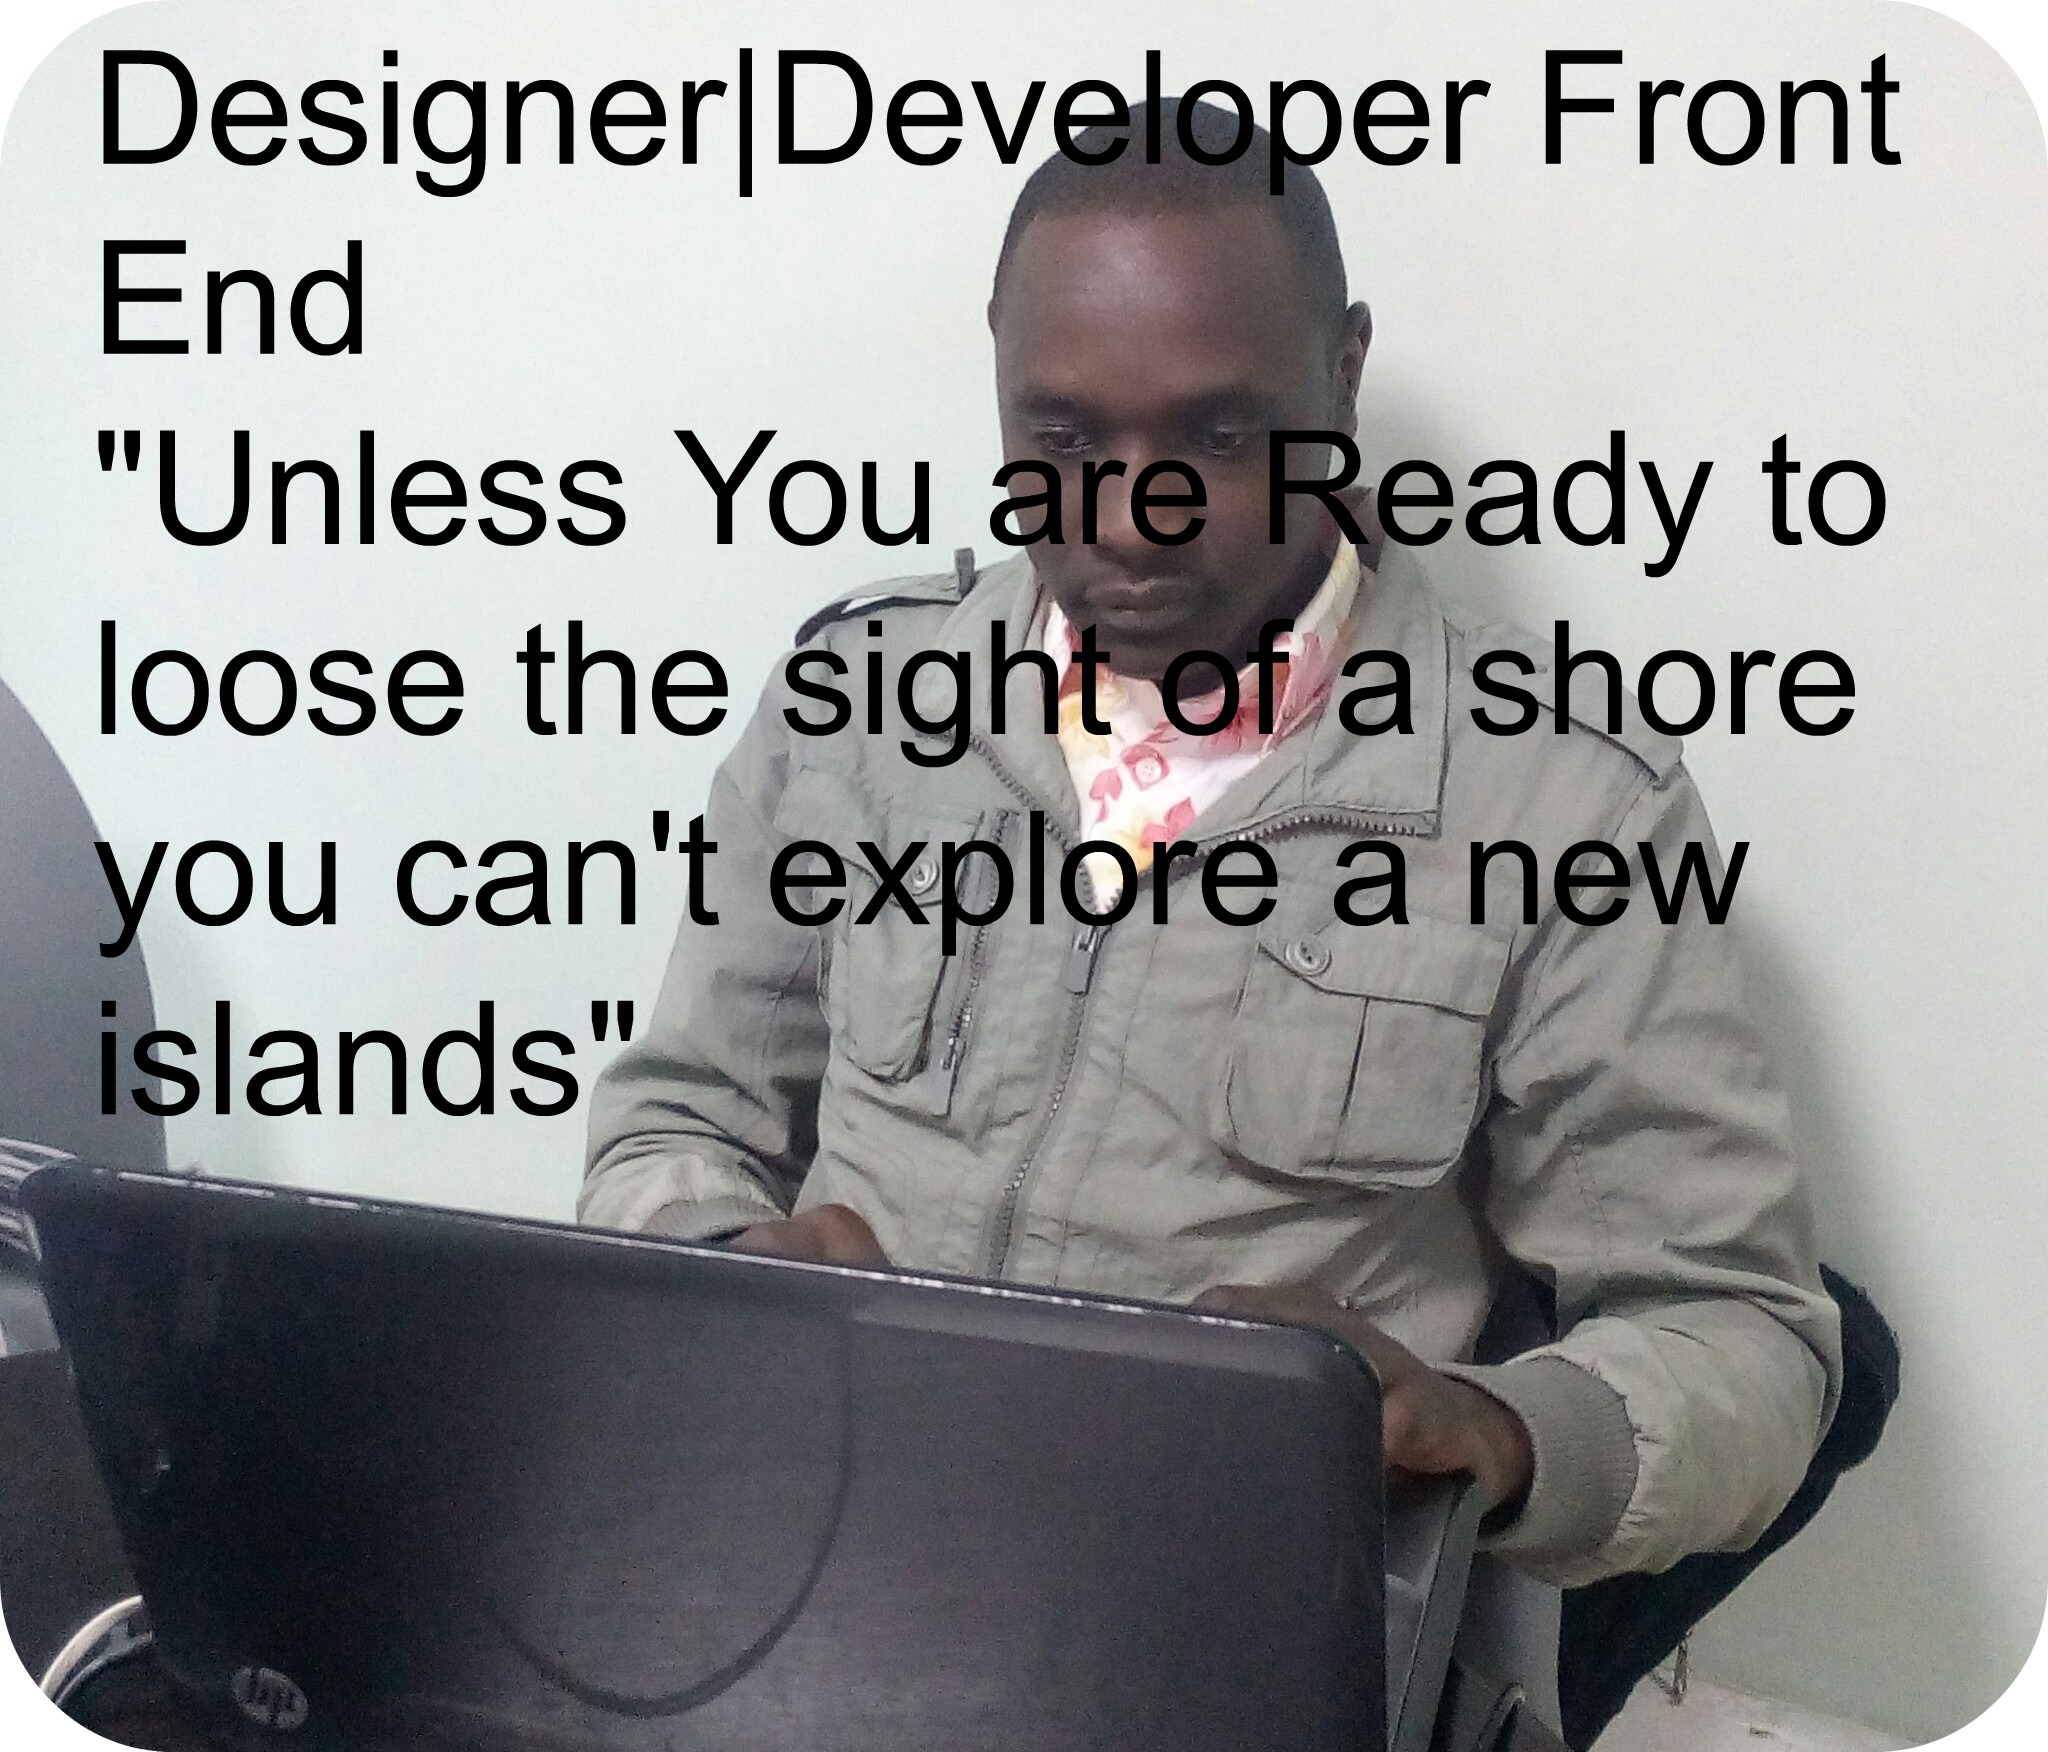 Designer|Developer Front
End
"Unless You are Ready to
loose the sight of a shore
you can't explore a new
islands"
hp